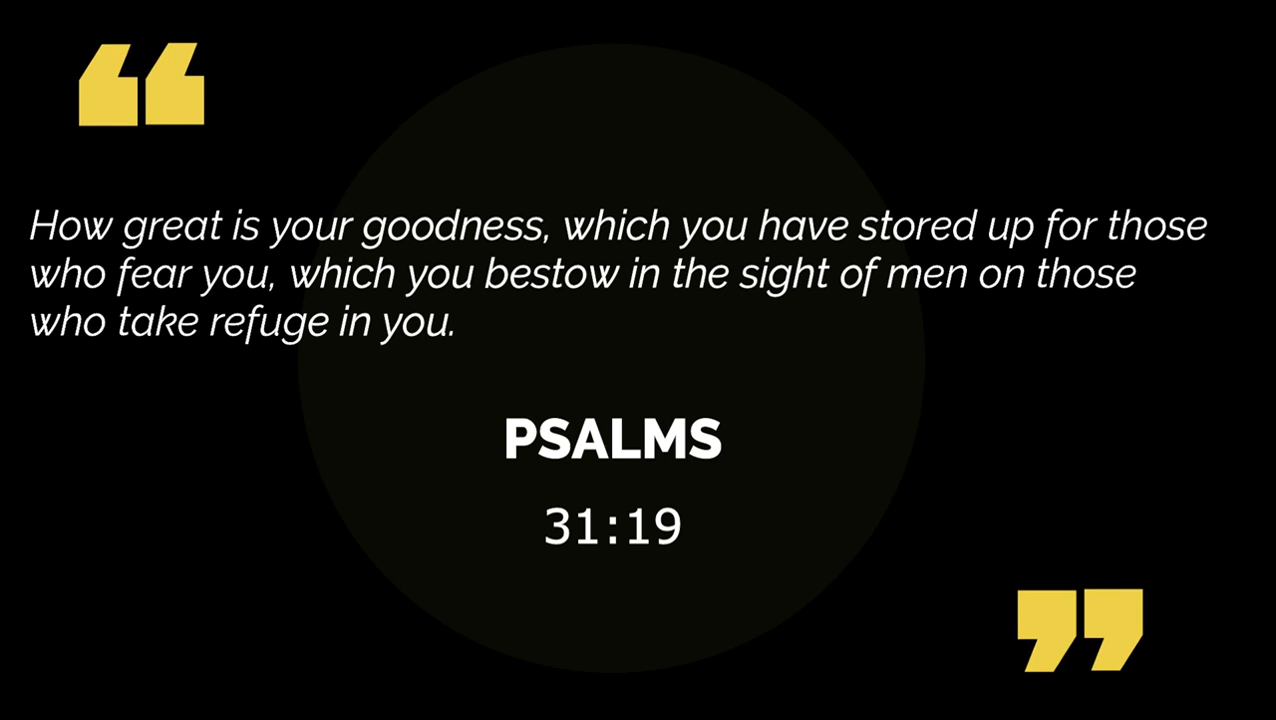 How great is your goodness, which you have stored up for those
who fear you, which you bestow in the sight of men on those
who take refuge in you.
PSALMS
31:19